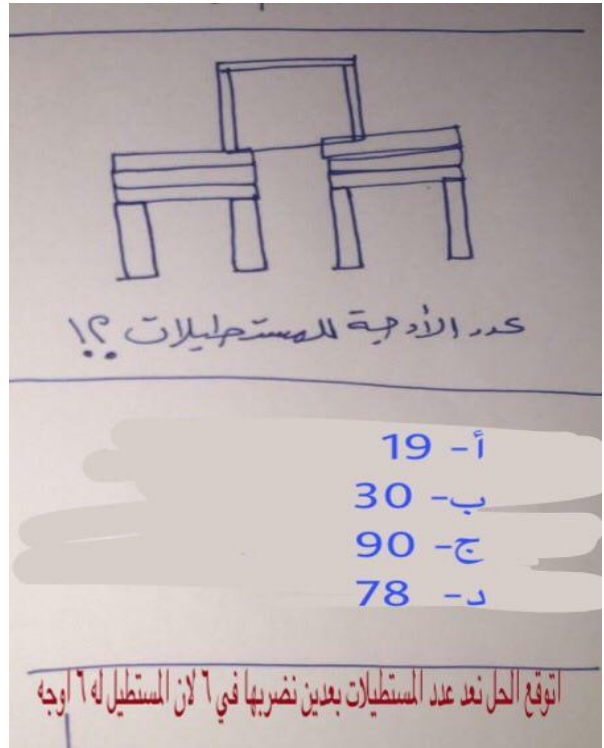 عدد الأوجة للمستطيلات ؟!
أ- 19
ب- 30
ج- 90
د- 78
اتوقع الحل نعد عدد المستطيلات بعدين نضربها في ٦ لان المستطيل له ٦ اوجه